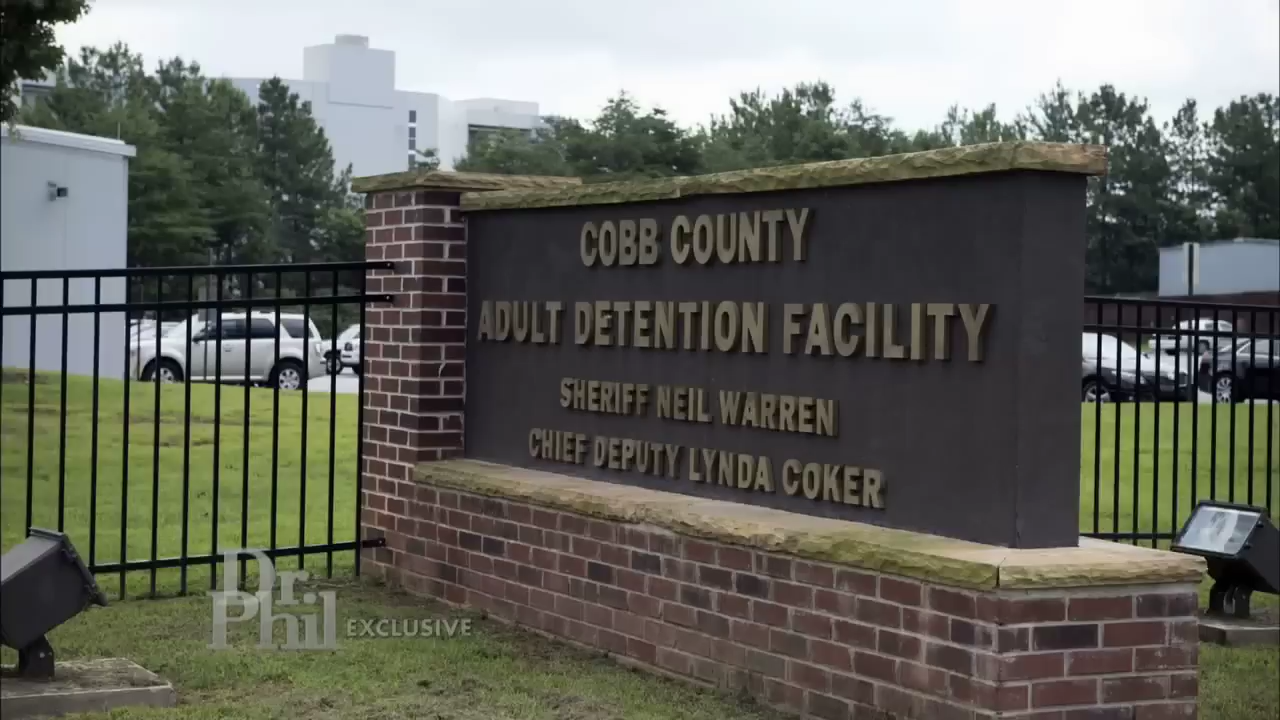 COBB COUNTY
ADULT DETENTION FACILITY
SHERIFF NEIL WARREN
CHIEF DEPUTY LYNDA COKER
Dr.
Phil EXCLUSIVE